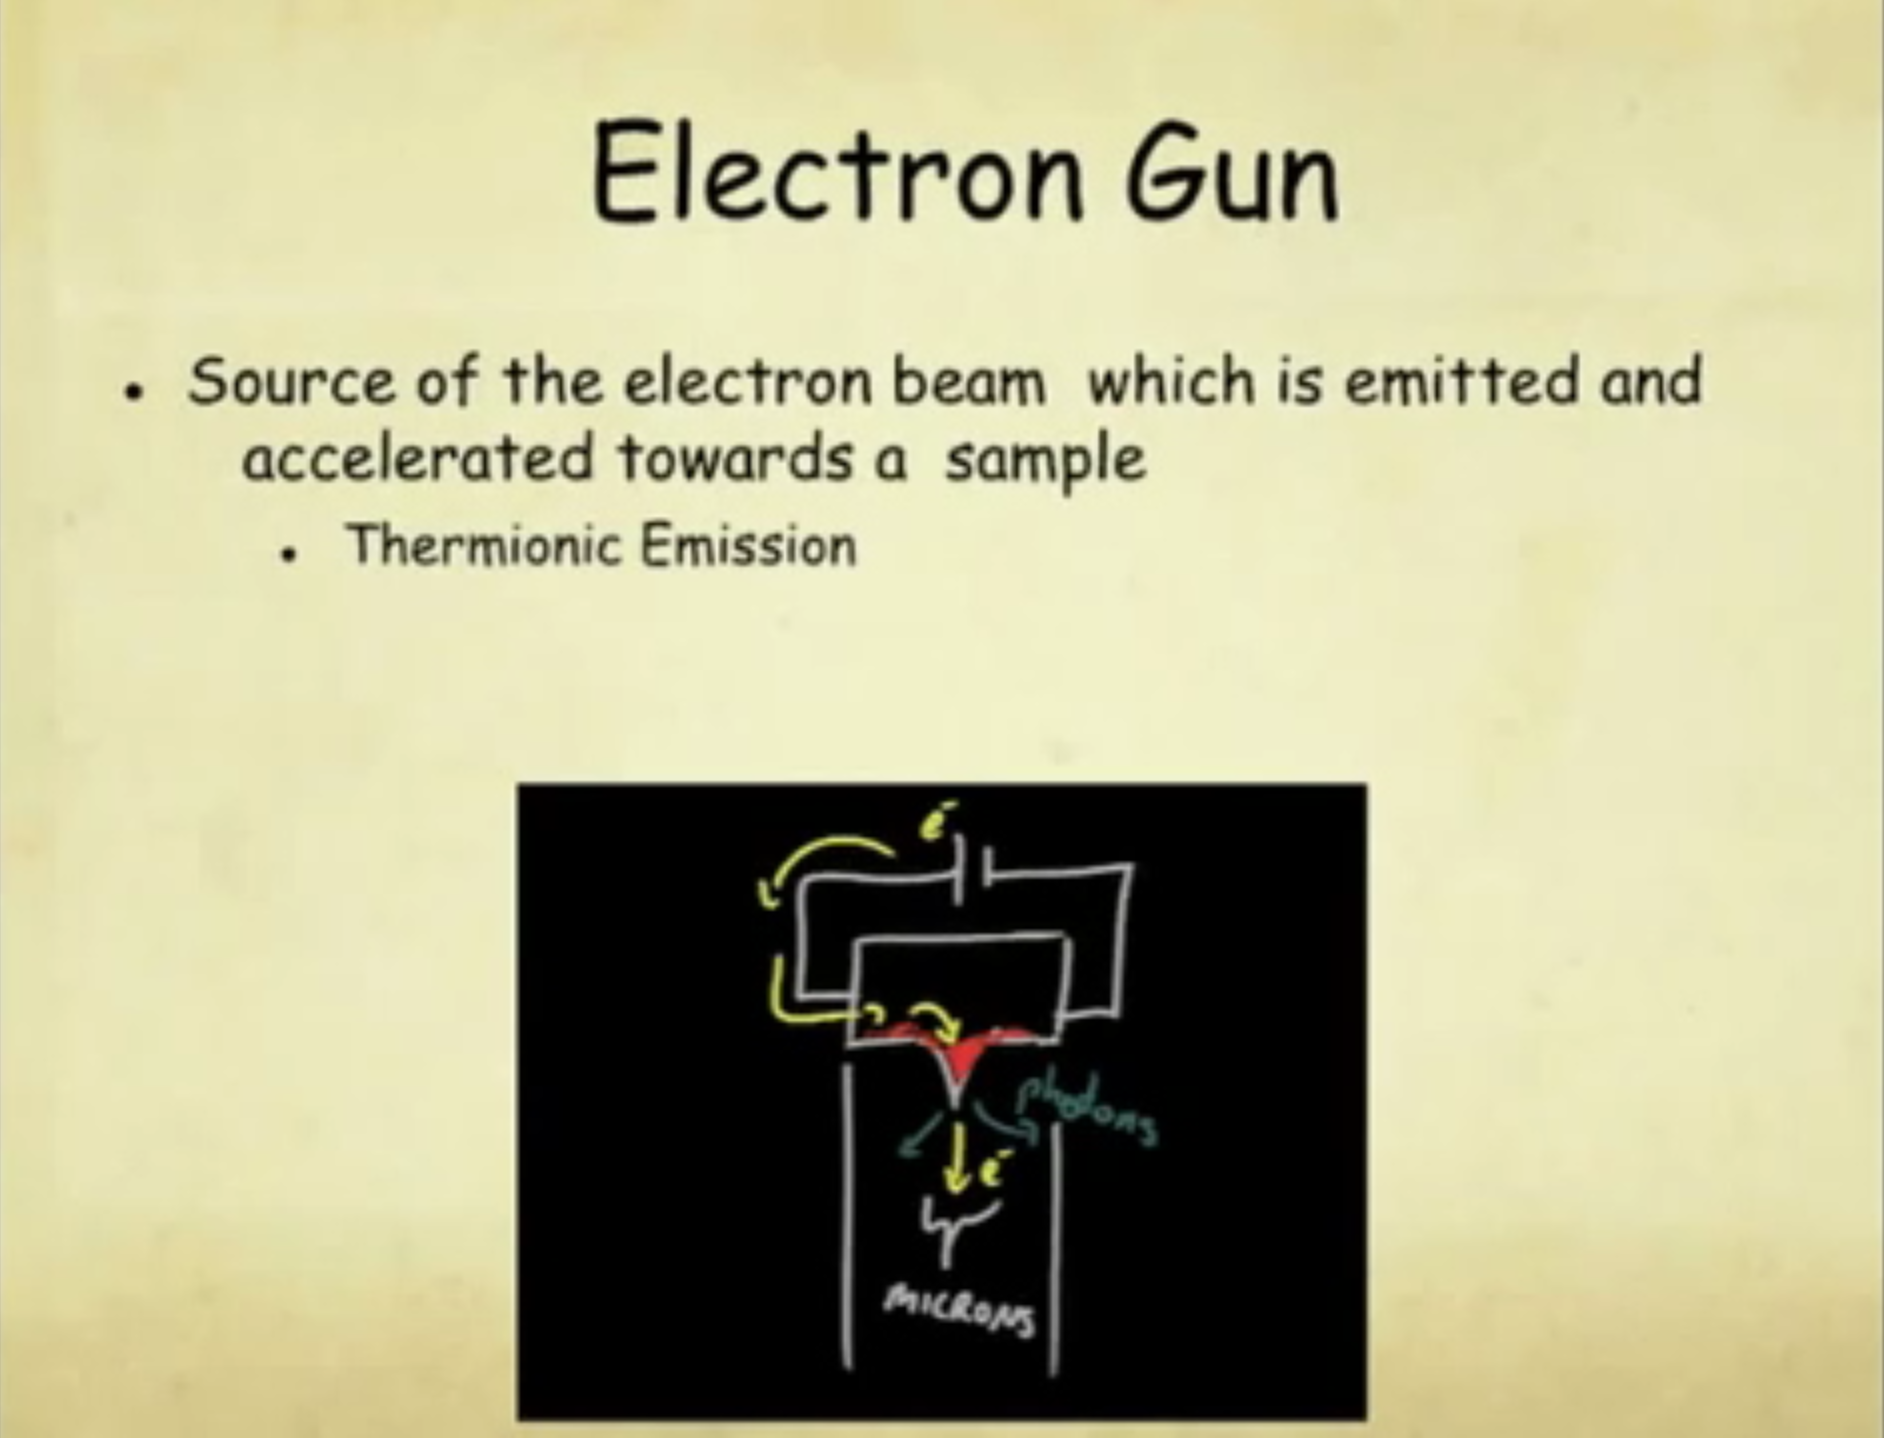 Electron Gun
• Source of the electron beam which is emitted and
accelerated towards a sample
• Thermionic Emission
e⁻
photons
e⁻
MICRONS